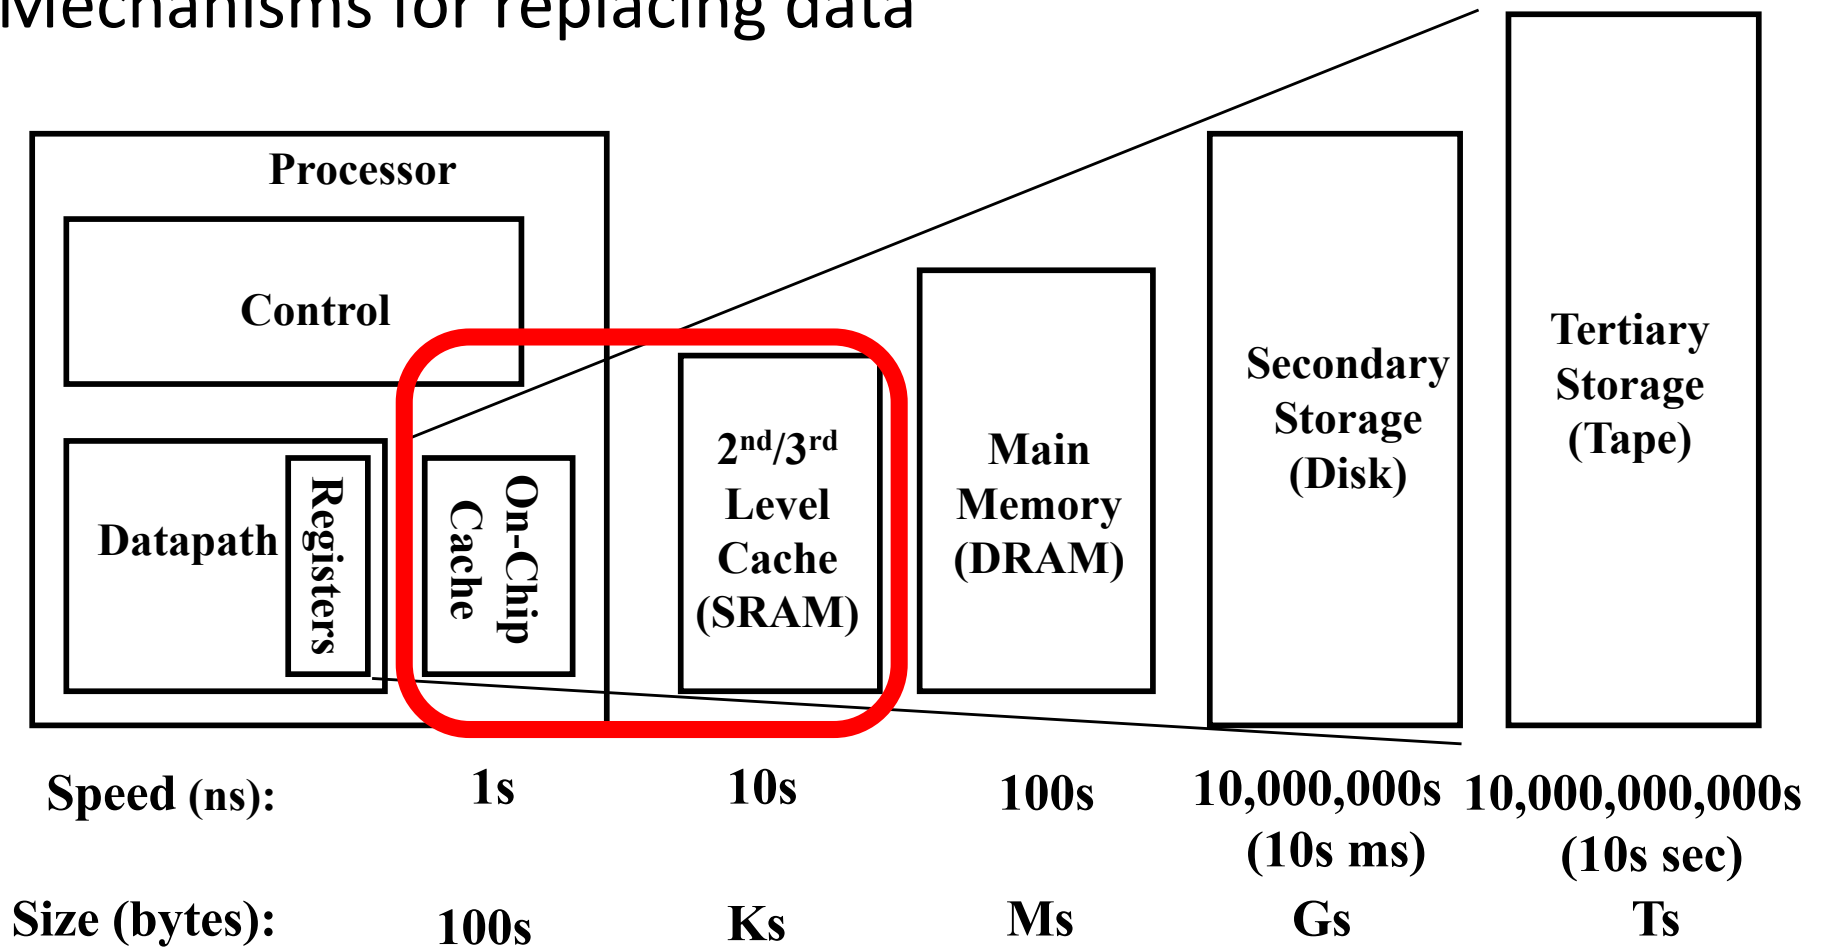 Mechanisms for replacing data
Processor
Control
Datapath
Registers
On-Chip
Cache
2nd/3rd
Level
Cache
(SRAM)
Main
Memory
(DRAM)
Secondary
Storage
(Disk)
Tertiary
Storage
(Tape)
Speed (ns): 1s 10s 100s 10,000,000s 10,000,000,000s
(10s ms) (10s sec)
Size (bytes): 100s Ks Ms Gs Ts